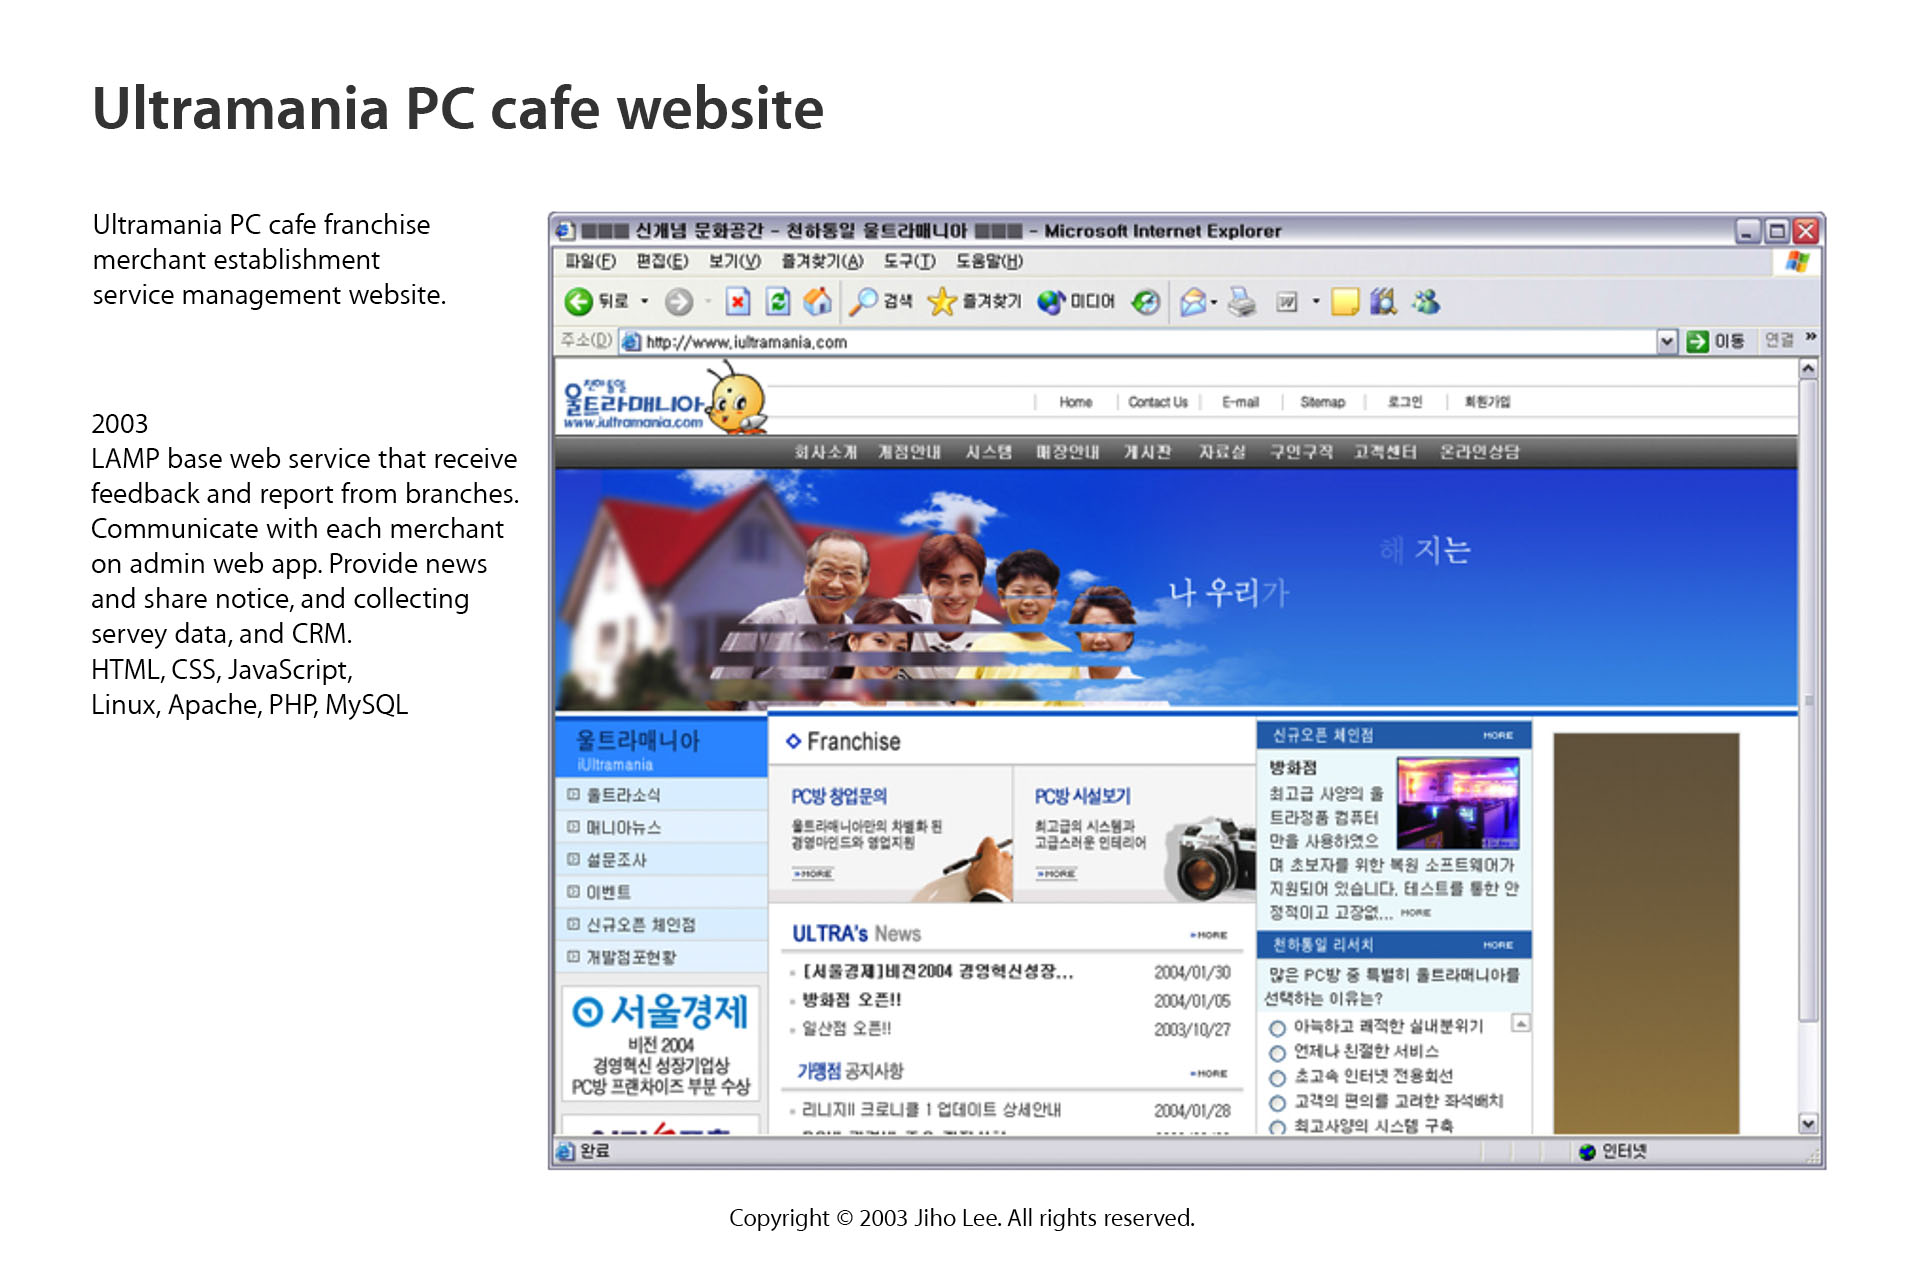 Ultramania PC cafe website
Ultramania PC cafe franchise
merchant establishment
service management website.
2003
LAMP base web service that receive
feedback and report from branches.
Communicate with each merchant
on admin web app. Provide news
and share notice, and collecting
servey data, and CRM.
HTML, CSS, JavaScript,
Linux, Apache, PHP, MySQL
■■■ 신개념 문화공간 - 천하통일 울트라매니아 ■■■ - Microsoft Internet Explorer
파일(F) 편집(E) 보기(V) 즐겨찾기(A) 도구(T) 도움말(H)
뒤로 검색 즐겨찾기 미디어
주소(D) http://www.iultramania.com 이동 연결 »
천하통일
울트라매니아
www.iultramania.com
Home | Contact Us | E-mail | Sitemap | 로그인 | 회원가입
회사소개 개점안내 시스템 매장안내 게시판 자료실 구인구직 고객센터 온라인상담
해 지는
나 우리가
울트라매니아
iUltramania
울트라소식
매니아뉴스
설문조사
이벤트
신규오픈 체인점
개발점포현황
서울경제
비전 2004
경영혁신 성장기업상
PC방 프랜차이즈 부분 수상
Franchise
PC방 창업문의
울트라매니아만의 차별화 된
경영마인드와 영업지원
»MORE
PC방 시설보기
최고급의 시스템과
고급스러운 인테리어
»MORE
ULTRA's News »MORE
[서울경제]비젼2004 경영혁신성장... 2004/01/30
방화점 오픈!! 2004/01/05
일산점 오픈!! 2003/10/27
가맹점 공지사항 »MORE
리니지II 크로니클 1 업데이트 상세안내 2004/01/28
신규오픈 체인점 MORE
방화점
최고급 사양의 울
트라정품 컴퓨터
만을 사용하였으
며 초보자를 위한 복원 소프트웨어가
지원되어 있습니다. 테스트를 통한 안
정적이고 고장없... MORE
천하통일 리서치 MORE
많은 PC방 중 특별히 울트라매니아를
선택하는 이유는?
아늑하고 쾌적한 실내분위기
언제나 친절한 서비스
초고속 인터넷 전용회선
고객의 편의를 고려한 좌석배치
최고사양의 시스템 구축
완료 인터넷
Copyright © 2003 Jiho Lee. All rights reserved.